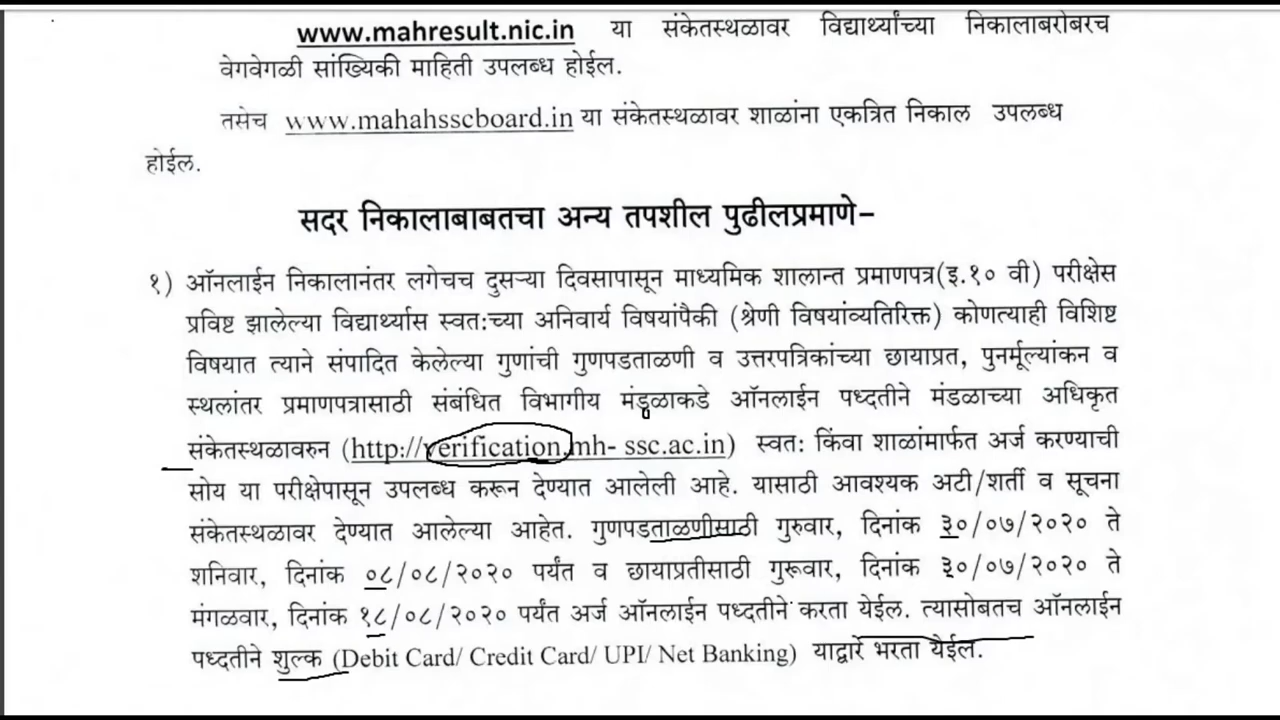 www.mahresult.nic.in या संकेतस्थळावर विद्यार्थ्यांच्या निकालाबरोबरच
वेगवेगळी सांख्यिकी माहिती उपलब्ध होईल.
तसेच www.mahahsscboard.in या संकेतस्थळावर शाळांना एकत्रित निकाल उपलब्ध
होईल.
सदर निकालाबाबतचा अन्य तपशील पुढीलप्रमाणे-
१) ऑनलाईन निकालानंतर लगेचच दुसऱ्या दिवसापासून माध्यमिक शालान्त प्रमाणपत्र(इ.१० वी) परीक्षेस
प्रविष्ट झालेल्या विद्यार्थ्यास स्वत:च्या अनिवार्य विषयांपैकी (श्रेणी विषयांव्यतिरिक्त) कोणत्याही विशिष्ट
विषयात त्याने संपादित केलेल्या गुणांची गुणपडताळणी व उत्तरपत्रिकांच्या छायाप्रत, पुनर्मूल्यांकन व
स्थलांतर प्रमाणपत्रासाठी संबंधित विभागीय मंडळाकडे ऑनलाईन पध्दतीने मंडळाच्या अधिकृत
संकेतस्थळावरुन (http://verification.mh- ssc.ac.in) स्वत: किंवा शाळांमार्फत अर्ज करण्याची
सोय या परीक्षेपासून उपलब्ध करून देण्यात आलेली आहे. यासाठी आवश्यक अटी/शर्ती व सूचना
संकेतस्थळावर देण्यात आलेल्या आहेत. गुणपडताळणीसाठी गुरुवार, दिनांक ३०/०७/२०२० ते
शनिवार, दिनांक ०८/०८/२०२० पर्यंत व छायाप्रतीसाठी गुरूवार, दिनांक ३०/०७/२०२० ते
मंगळवार, दिनांक १८/०८/२०२० पर्यंत अर्ज ऑनलाईन पध्दतीने करता येईल. त्यासोबतच ऑनलाईन
पध्दतीने शुल्क (Debit Card/ Credit Card/ UPI/ Net Banking) याद्वारे भरता येईल.